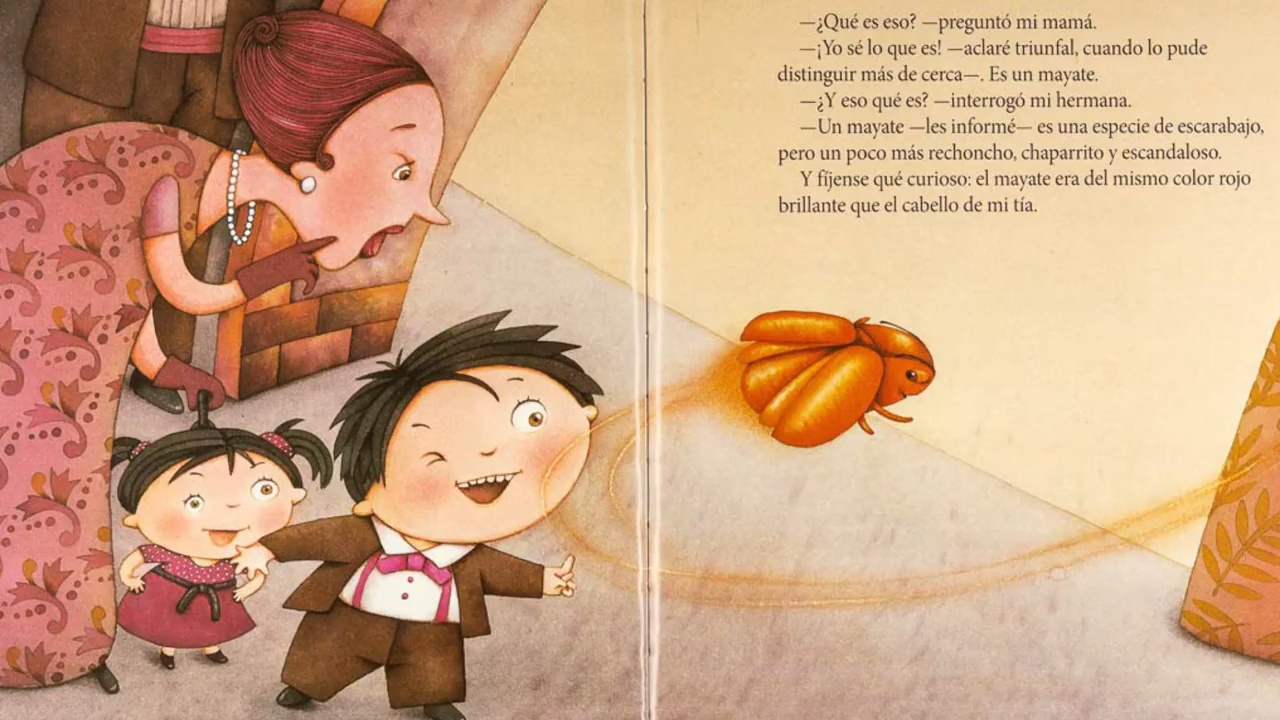 —¿Qué es eso? —preguntó mi mamá.
—¡Yo sé lo que es! —aclaré triunfal, cuando lo pude
distinguir más de cerca—. Es un mayate.
—¿Y eso qué es? —interrogó mi hermana.
—Un mayate —les informé— es una especie de escarabajo,
pero un poco más rechoncho, chaparrito y escandaloso.
Y fíjense qué curioso: el mayate era del mismo color rojo
brillante que el cabello de mi tía.